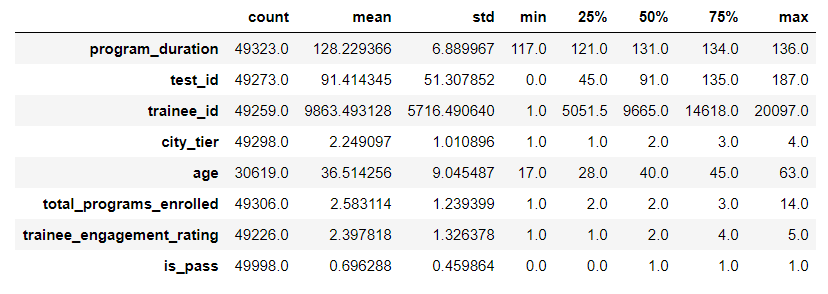 count mean std min 25% 50% 75% max
program_duration 49323.0 128.229366 6.889967 117.0 121.0 131.0 134.0 136.0
test_id 49273.0 91.414345 51.307852 0.0 45.0 91.0 135.0 187.0
trainee_id 49259.0 9863.493128 5716.490640 1.0 5051.5 9665.0 14618.0 20097.0
city_tier 49298.0 2.249097 1.010896 1.0 1.0 2.0 3.0 4.0
age 30619.0 36.514256 9.045487 17.0 28.0 40.0 45.0 63.0
total_programs_enrolled 49306.0 2.583114 1.239399 1.0 2.0 2.0 3.0 14.0
trainee_engagement_rating 49226.0 2.397818 1.326378 1.0 1.0 2.0 4.0 5.0
is_pass 49998.0 0.696288 0.459864 0.0 0.0 1.0 1.0 1.0